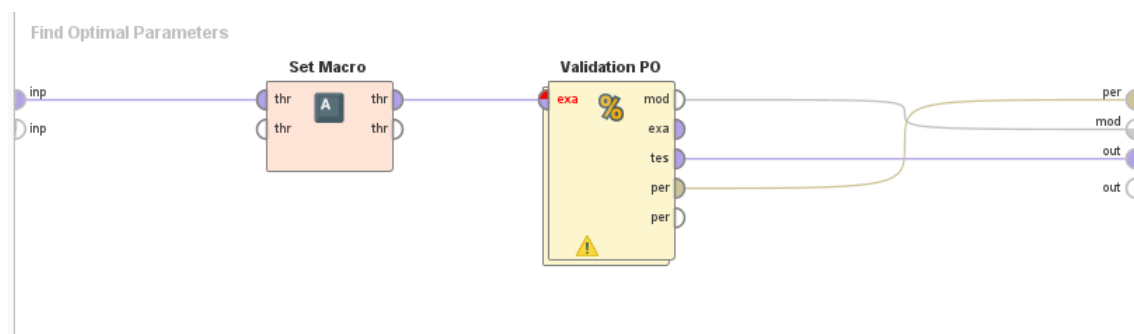 Find Optimal Parameters
Set Macro
Validation PO
inp
thr
A
thr
exa
%
mod
per
inp
thr
thr
exa
mod
tes
out
per
out
per
!